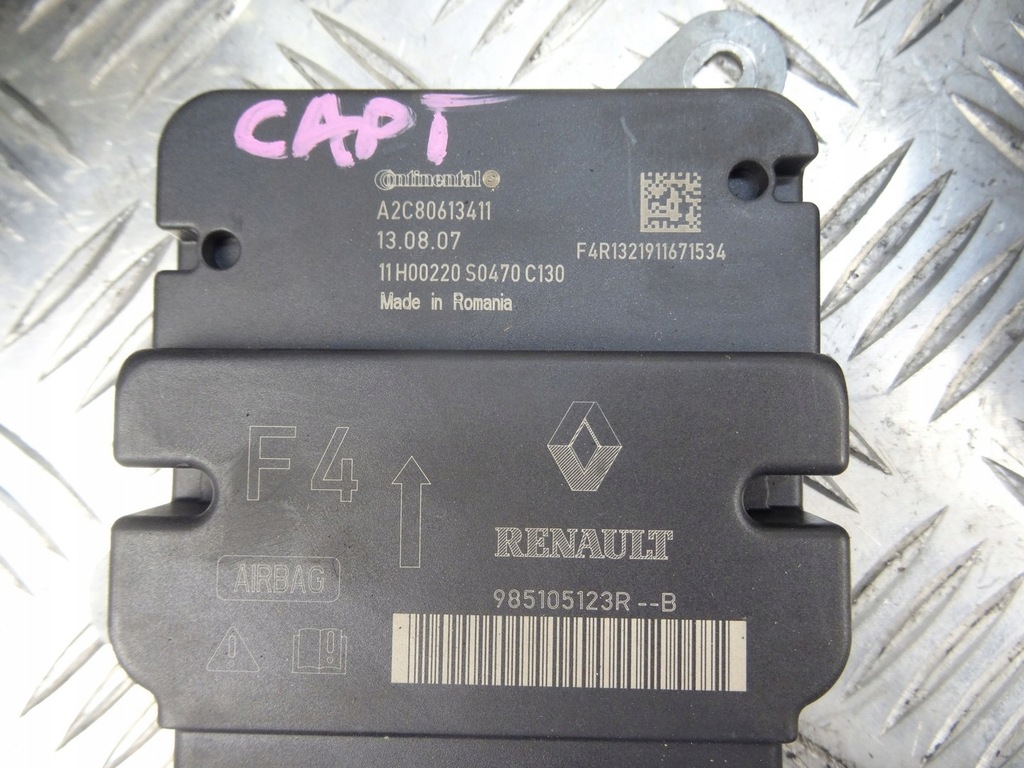 CAPT
Continental
A2C80613411
13.08.07
11H00220 S0470 C130
Made in Romania
F4R1321911671534
F4
RENAULT
AIRBAG
985105123R --B